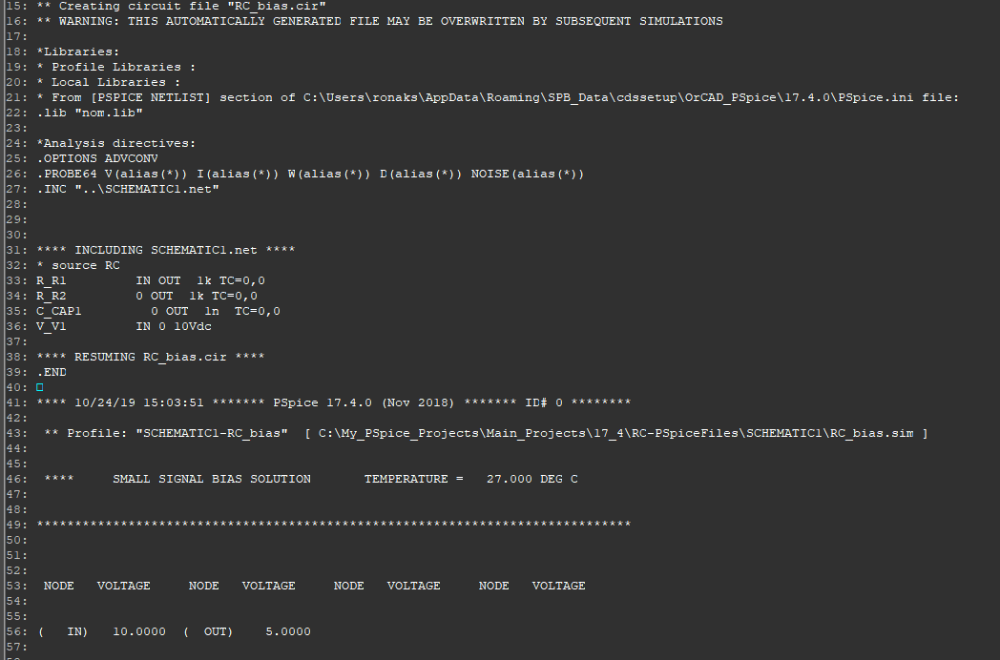 15: ** Creating circuit file "RC_bias.cir"
16: ** WARNING: THIS AUTOMATICALLY GENERATED FILE MAY BE OVERWRITTEN BY SUBSEQUENT SIMULATIONS
17:
18: *Libraries:
19: * Profile Libraries :
20: * Local Libraries :
21: * From [PSPICE NETLIST] section of C:\Users\ronaks\AppData\Roaming\SPB_Data\cdssetup\OrCAD_PSpice\17.4.0\PSpice.ini file:
22: .lib "nom.lib"
23:
24: *Analysis directives:
25: .OPTIONS ADVCONV
26: .PROBE64 V(alias(*)) I(alias(*)) W(alias(*)) D(alias(*)) NOISE(alias(*))
27: .INC "..\SCHEMATIC1.net"
28:
29:
30:
31: **** INCLUDING SCHEMATIC1.net ****
32: * source RC
33: R_R1         IN OUT  1k TC=0,0
34: R_R2         0 OUT  1k TC=0,0
35: C_CAP1         0 OUT  1n  TC=0,0
36: V_V1         IN 0 10Vdc
37:
38: **** RESUMING RC_bias.cir ****
39: .END
40:
41: **** 10/24/19 15:03:51 ******* PSpice 17.4.0 (Nov 2018) ******* ID# 0 ********
42:
43:  ** Profile: "SCHEMATIC1-RC_bias"  [ C:\My_PSpice_Projects\Main_Projects\17_4\RC-PSpiceFiles\SCHEMATIC1\RC_bias.sim ]
44:
45:
46:  ****     SMALL SIGNAL BIAS SOLUTION       TEMPERATURE =   27.000 DEG C
47:
48:
49: ******************************************************************************
50:
51:
52:
53:  NODE   VOLTAGE     NODE   VOLTAGE     NODE   VOLTAGE     NODE   VOLTAGE
54:
55:
56: (   IN)   10.0000  (  OUT)    5.0000
57: